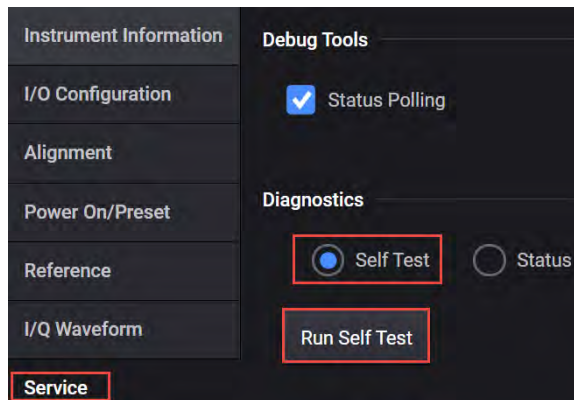 Instrument Information
I/O Configuration
Alignment
Power On/Preset
Reference
I/Q Waveform
Service
Debug Tools
Status Polling
Diagnostics
Self Test
Status
Run Self Test